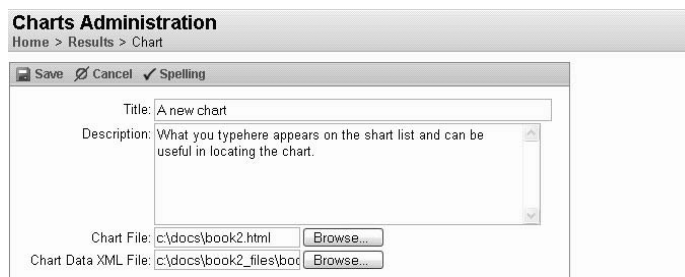 Charts Administration
Home > Results > Chart
Save Cancel Spelling
Title: A new chart
Description: What you typehere appears on the shart list and can be
useful in locating the chart.
Chart File: c:\docs\book2.html Browse...
Chart Data XML File: c:\docs\book2_files\boo Browse...